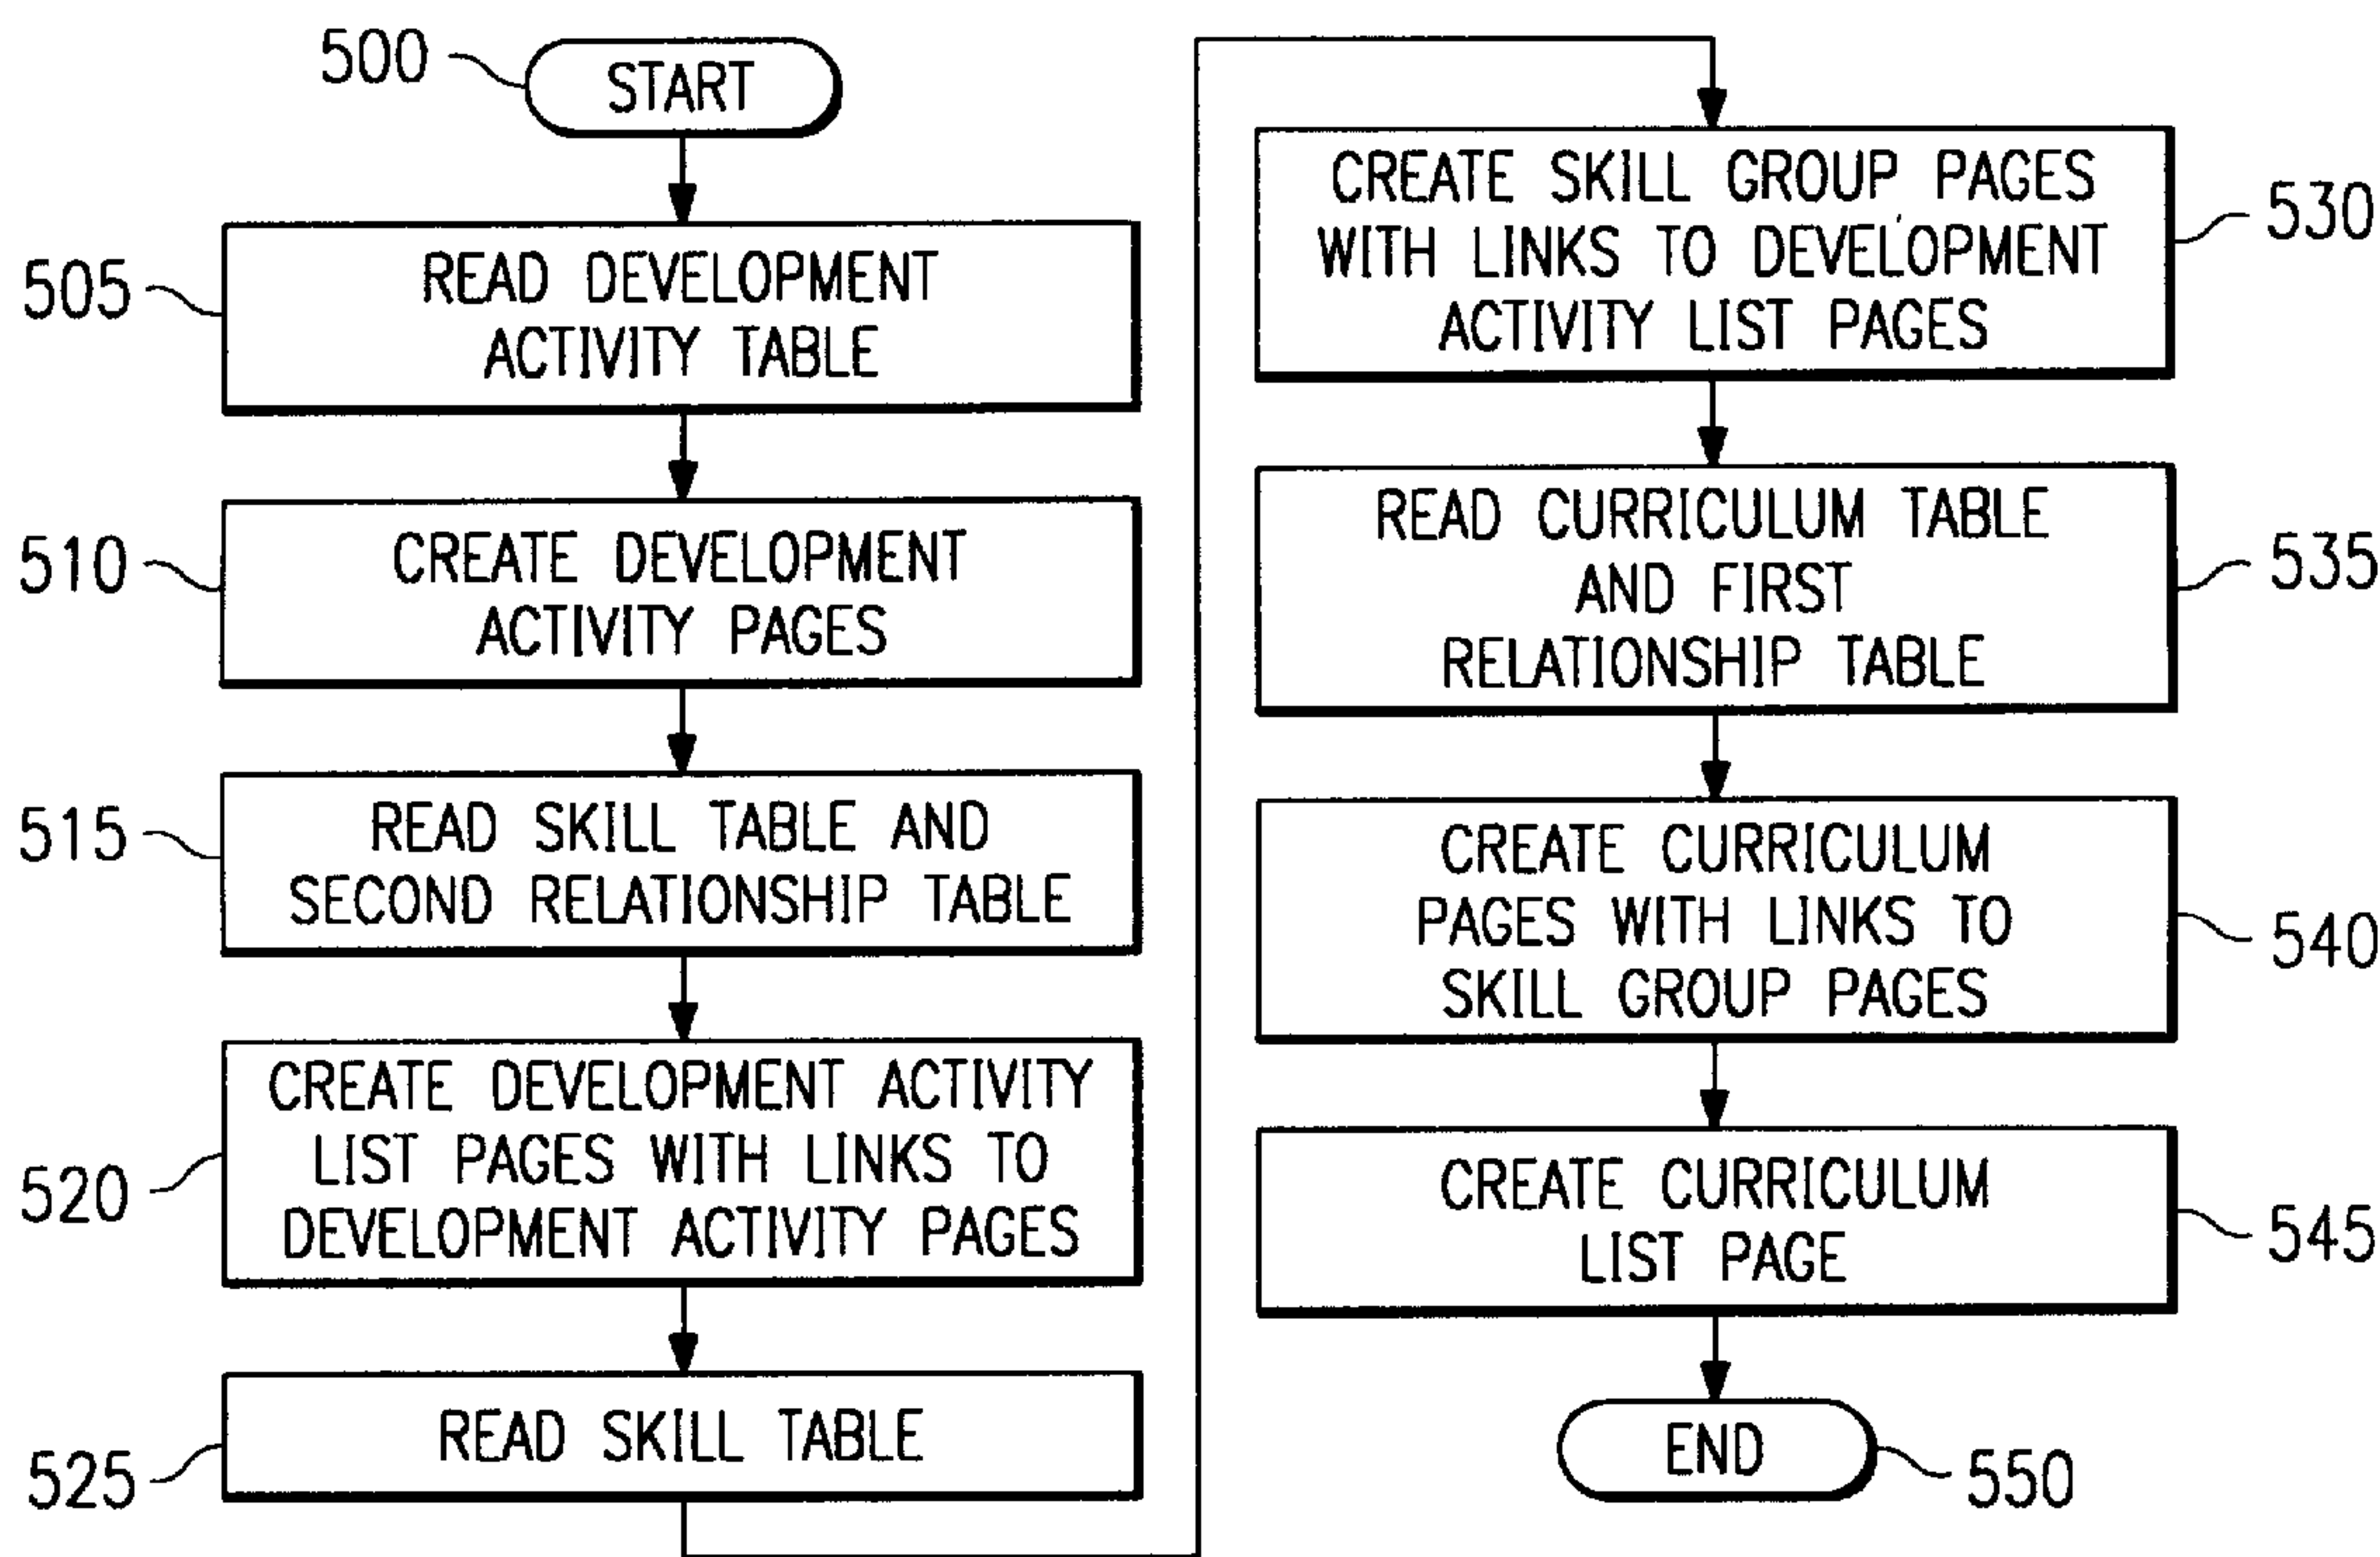 500
START
505
READ DEVELOPMENT
ACTIVITY TABLE
510
CREATE DEVELOPMENT
ACTIVITY PAGES
515
READ SKILL TABLE AND
SECOND RELATIONSHIP TABLE
520
CREATE DEVELOPMENT ACTIVITY
LIST PAGES WITH LINKS TO
DEVELOPMENT ACTIVITY PAGES
525
READ SKILL TABLE
CREATE SKILL GROUP PAGES
WITH LINKS TO DEVELOPMENT
ACTIVITY LIST PAGES
530
READ CURRICULUM TABLE
AND FIRST
RELATIONSHIP TABLE
535
CREATE CURRICULUM
PAGES WITH LINKS TO
SKILL GROUP PAGES
540
CREATE CURRICULUM
LIST PAGE
545
END
550